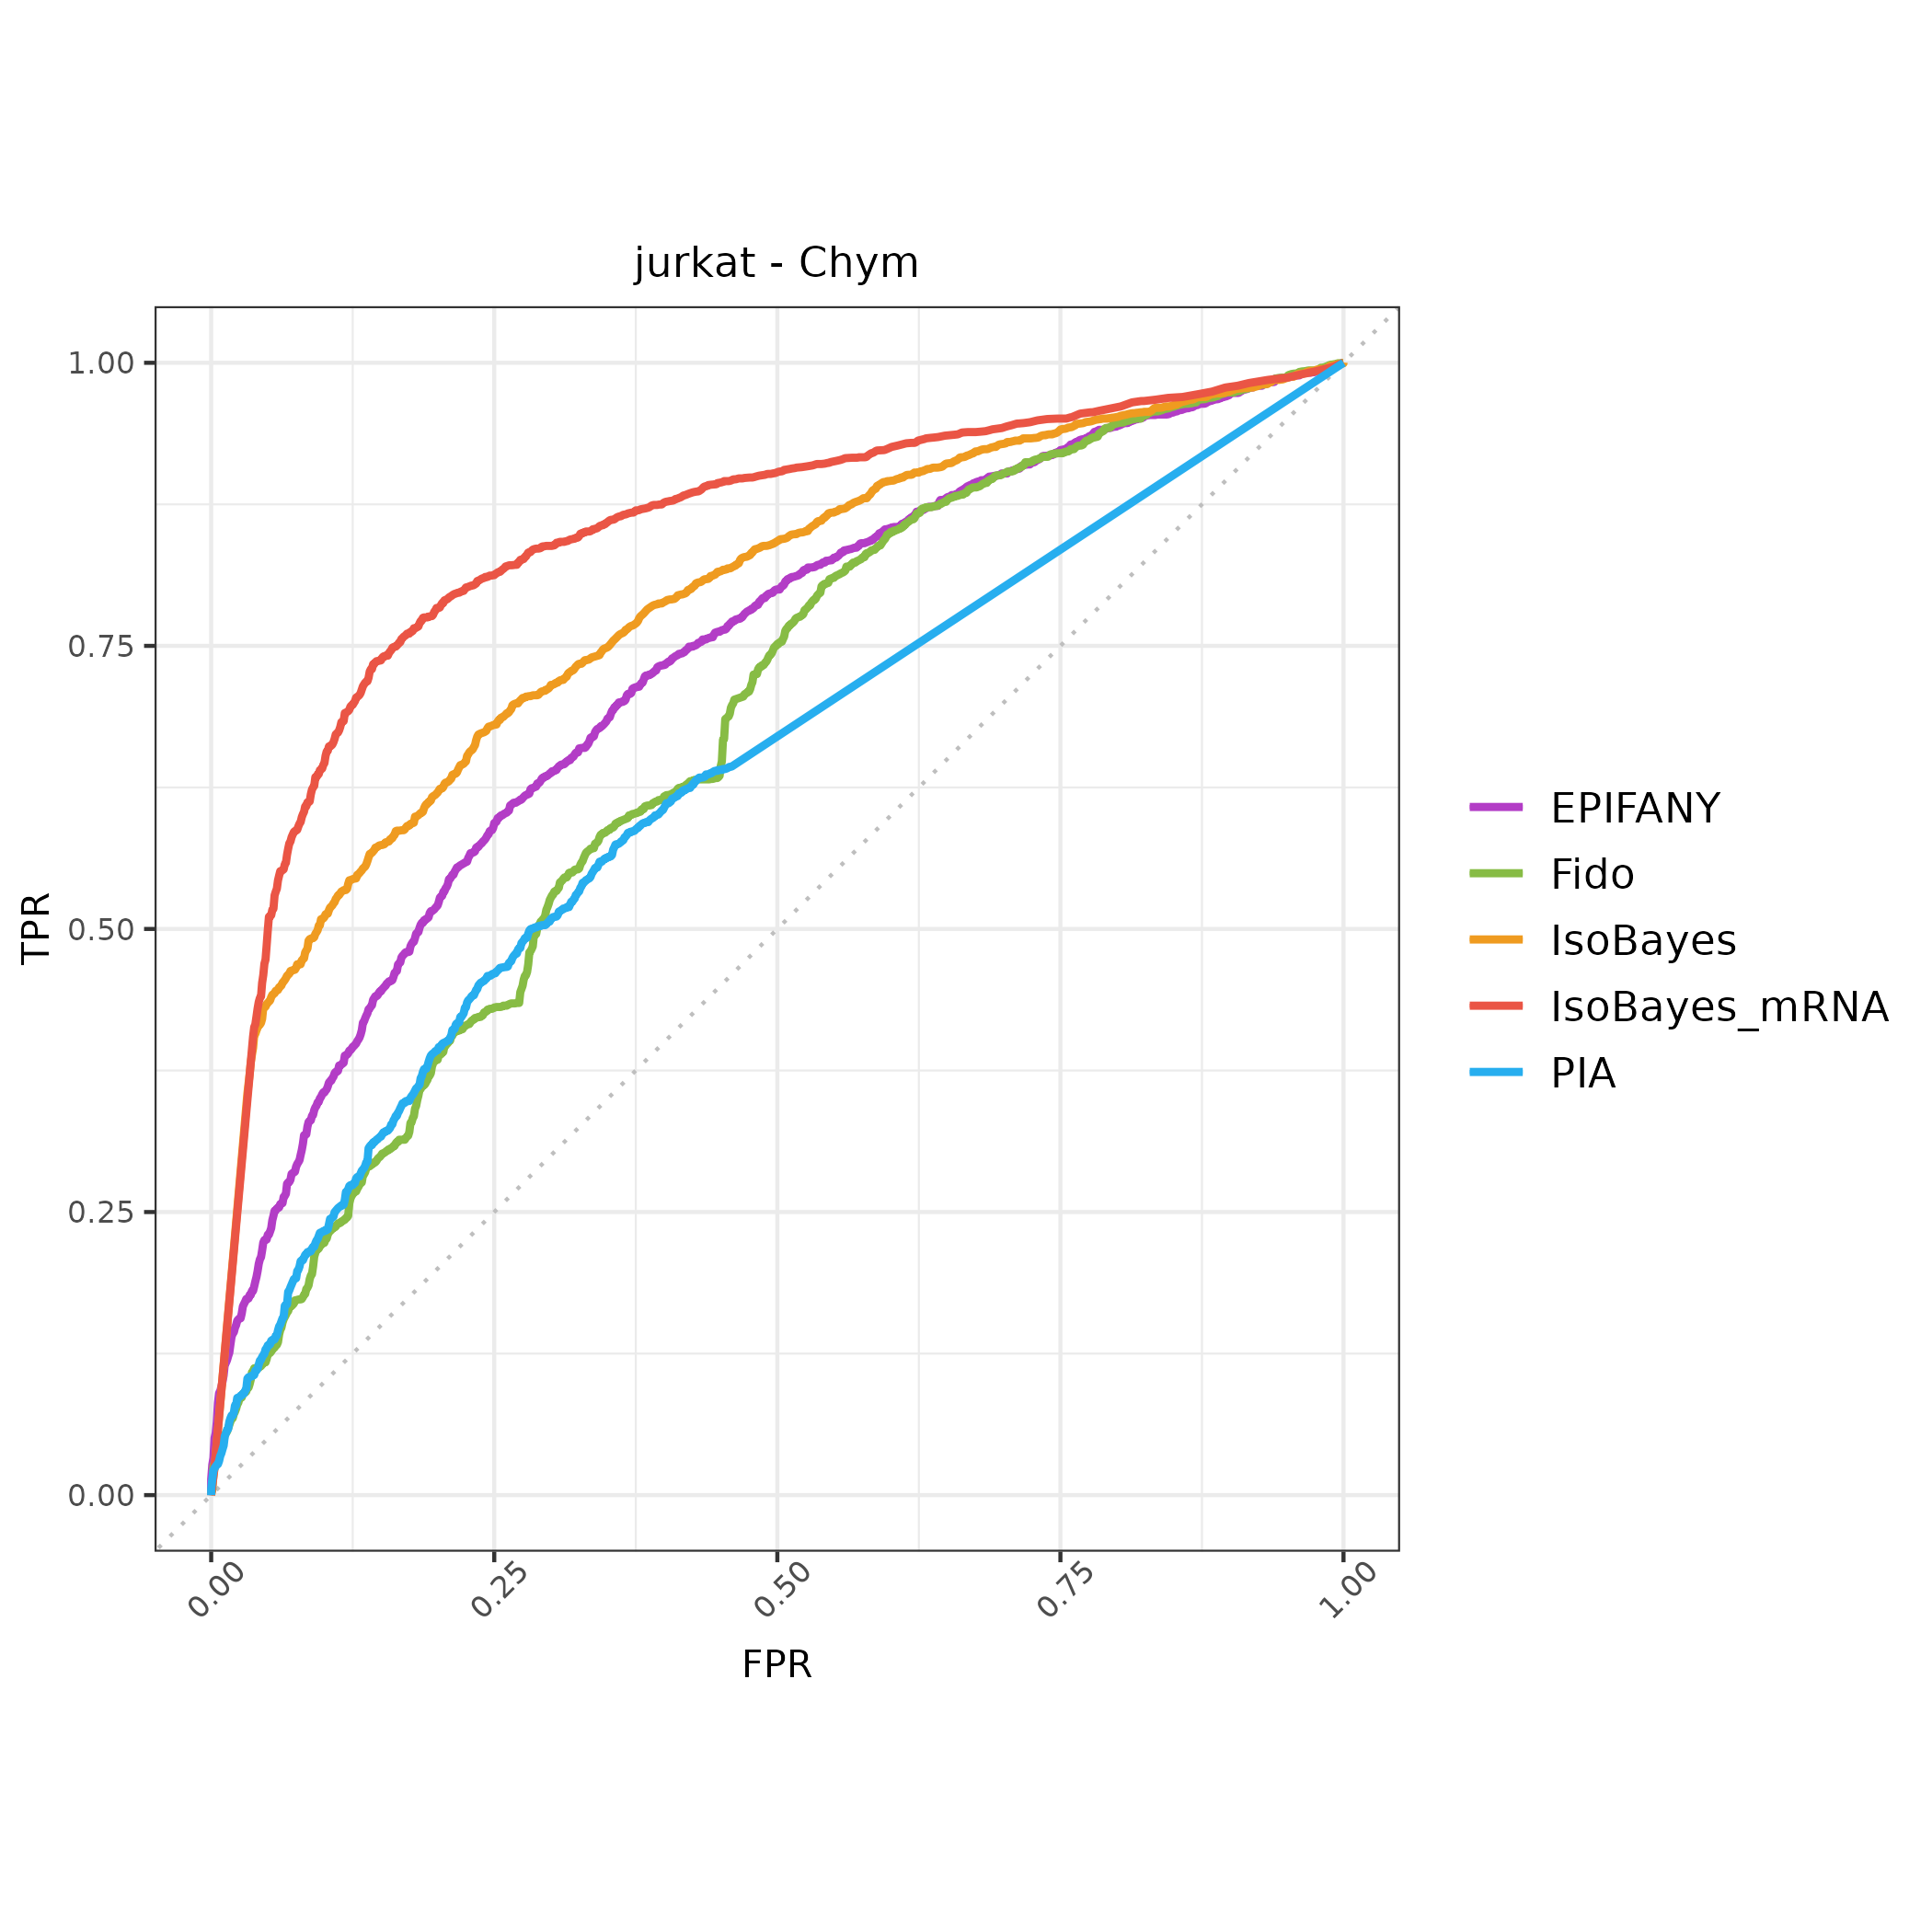 jurkat - Chym
1.00
0.75
0.50
0.25
0.00
TPR
0.00
0.25
0.50
0.75
1.00
FPR
EPIFANY
Fido
IsoBayes
IsoBayes_mRNA
PIA